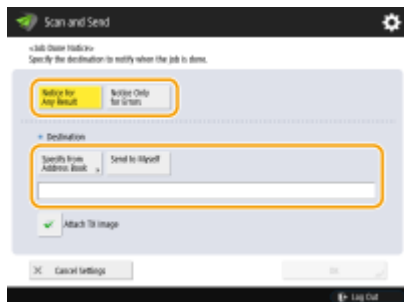 Scan and Send
<Job Done Notice>
Specify the destination to notify when the job is done.
Notice for
Any Result
Notice Only
for Errors
Destination
Specify from
Address Book
Send to Myself
Attach TX Image
Cancel Settings
OK
Log Out